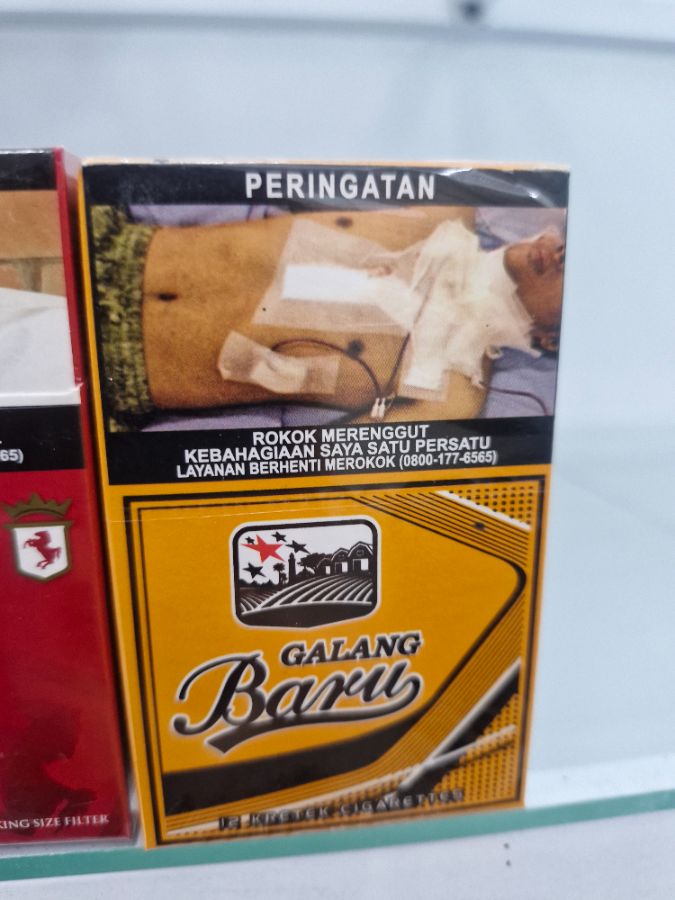 PERINGATAN
ROKOK MERENGGUT
KEBAHAGIAAN SAYA SATU PERSATU
LAYANAN BERHENTI MEROKOK (0800-177-6565)
65)
GALANG
Baru
12 KRETEK CIGARETTES
KING SIZE FILTER